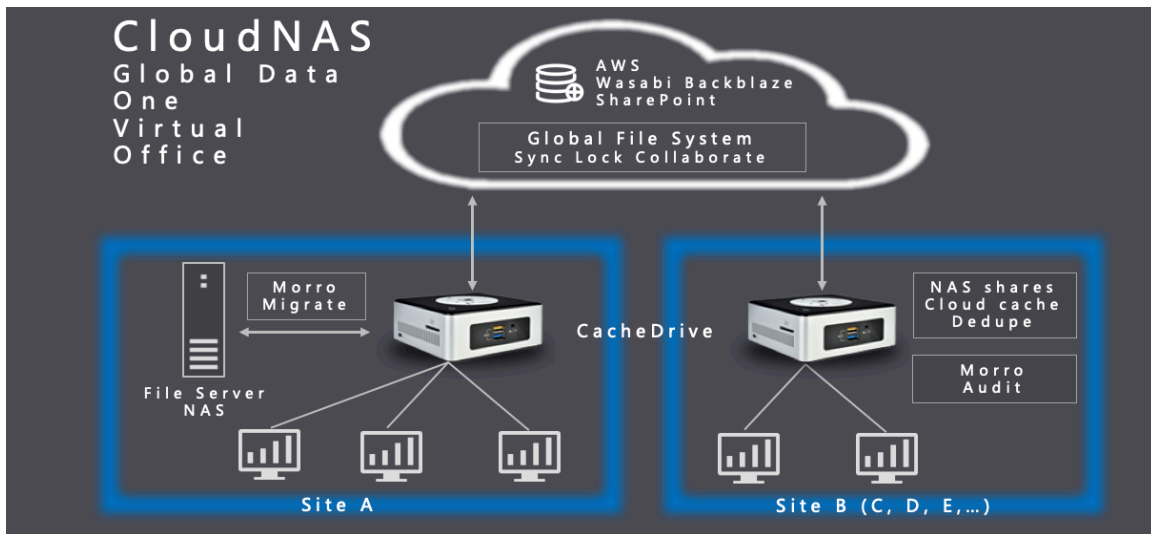 CloudNAS
Global Data
One
Virtual
Office
AWS
Wasabi Backblaze
SharePoint
Global File System
Sync Lock Collaborate
Morro
Migrate
File Server
NAS
CacheDrive
NAS shares
Cloud cache
Dedupe
Morro
Audit
Site A
Site B (C, D, E,...)